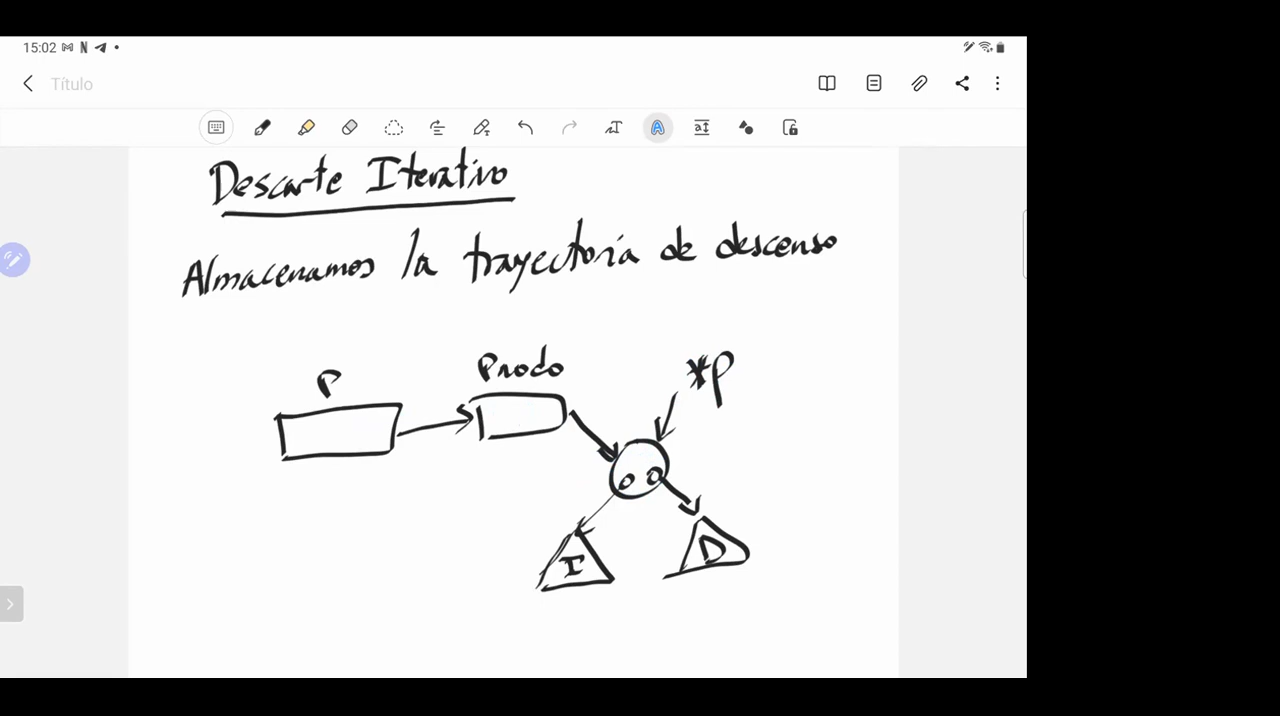 15:02
Título
Descarte Iterativo
Almacenamos la trayectoria de descenso
P
Pnodo
*P
I
D